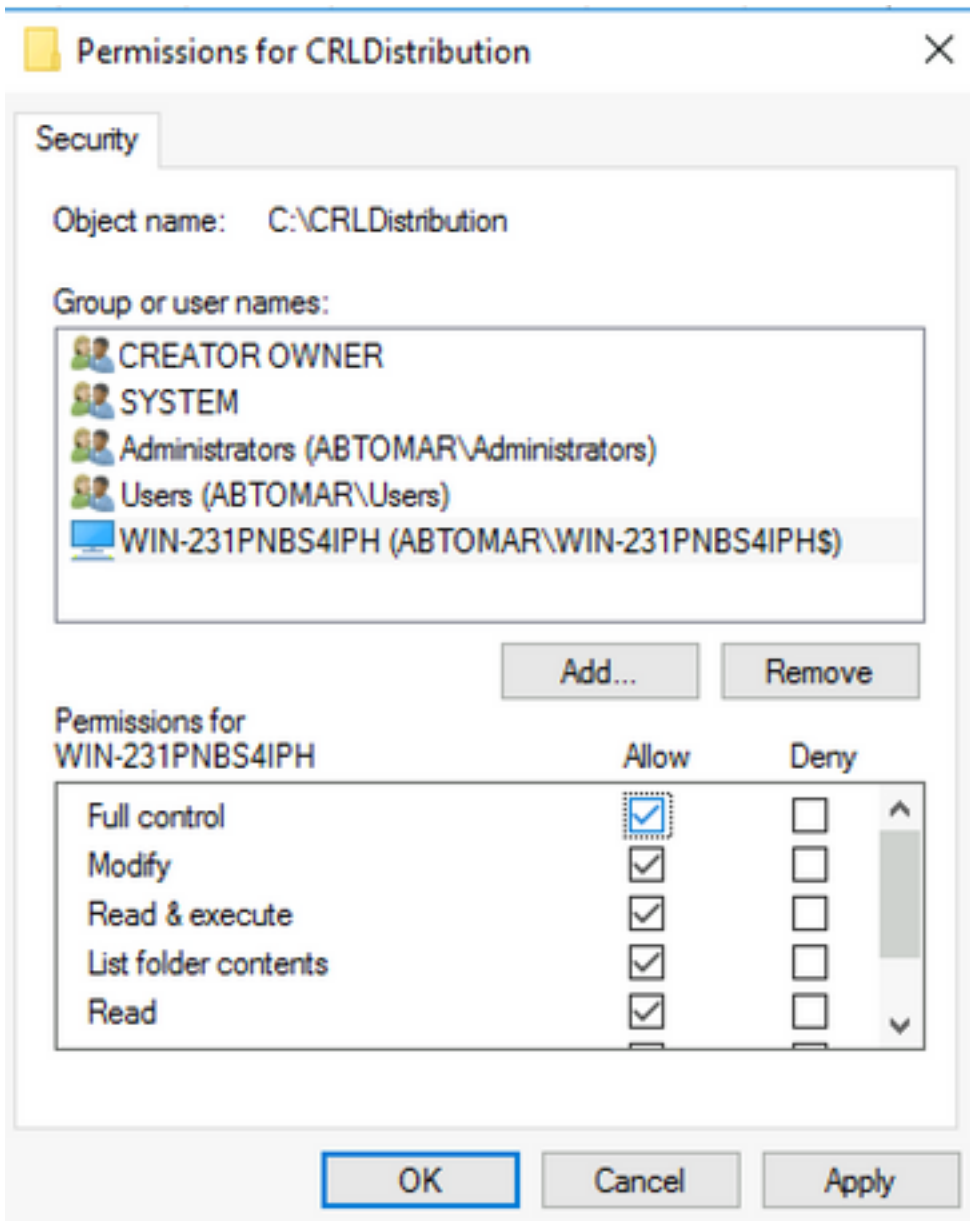 Permissions for CRLDistribution
Security
Object name: C:\CRLDistribution
Group or user names:
CREATOR OWNER
SYSTEM
Administrators (ABTOMAR\Administrators)
Users (ABTOMAR\Users)
WIN-231PNBS4IPH (ABTOMAR\WIN-231PNBS4IPH$)
Add... Remove
Permissions for
WIN-231PNBS4IPH Allow Deny
Full control
Modify
Read & execute
List folder contents
Read
OK Cancel Apply